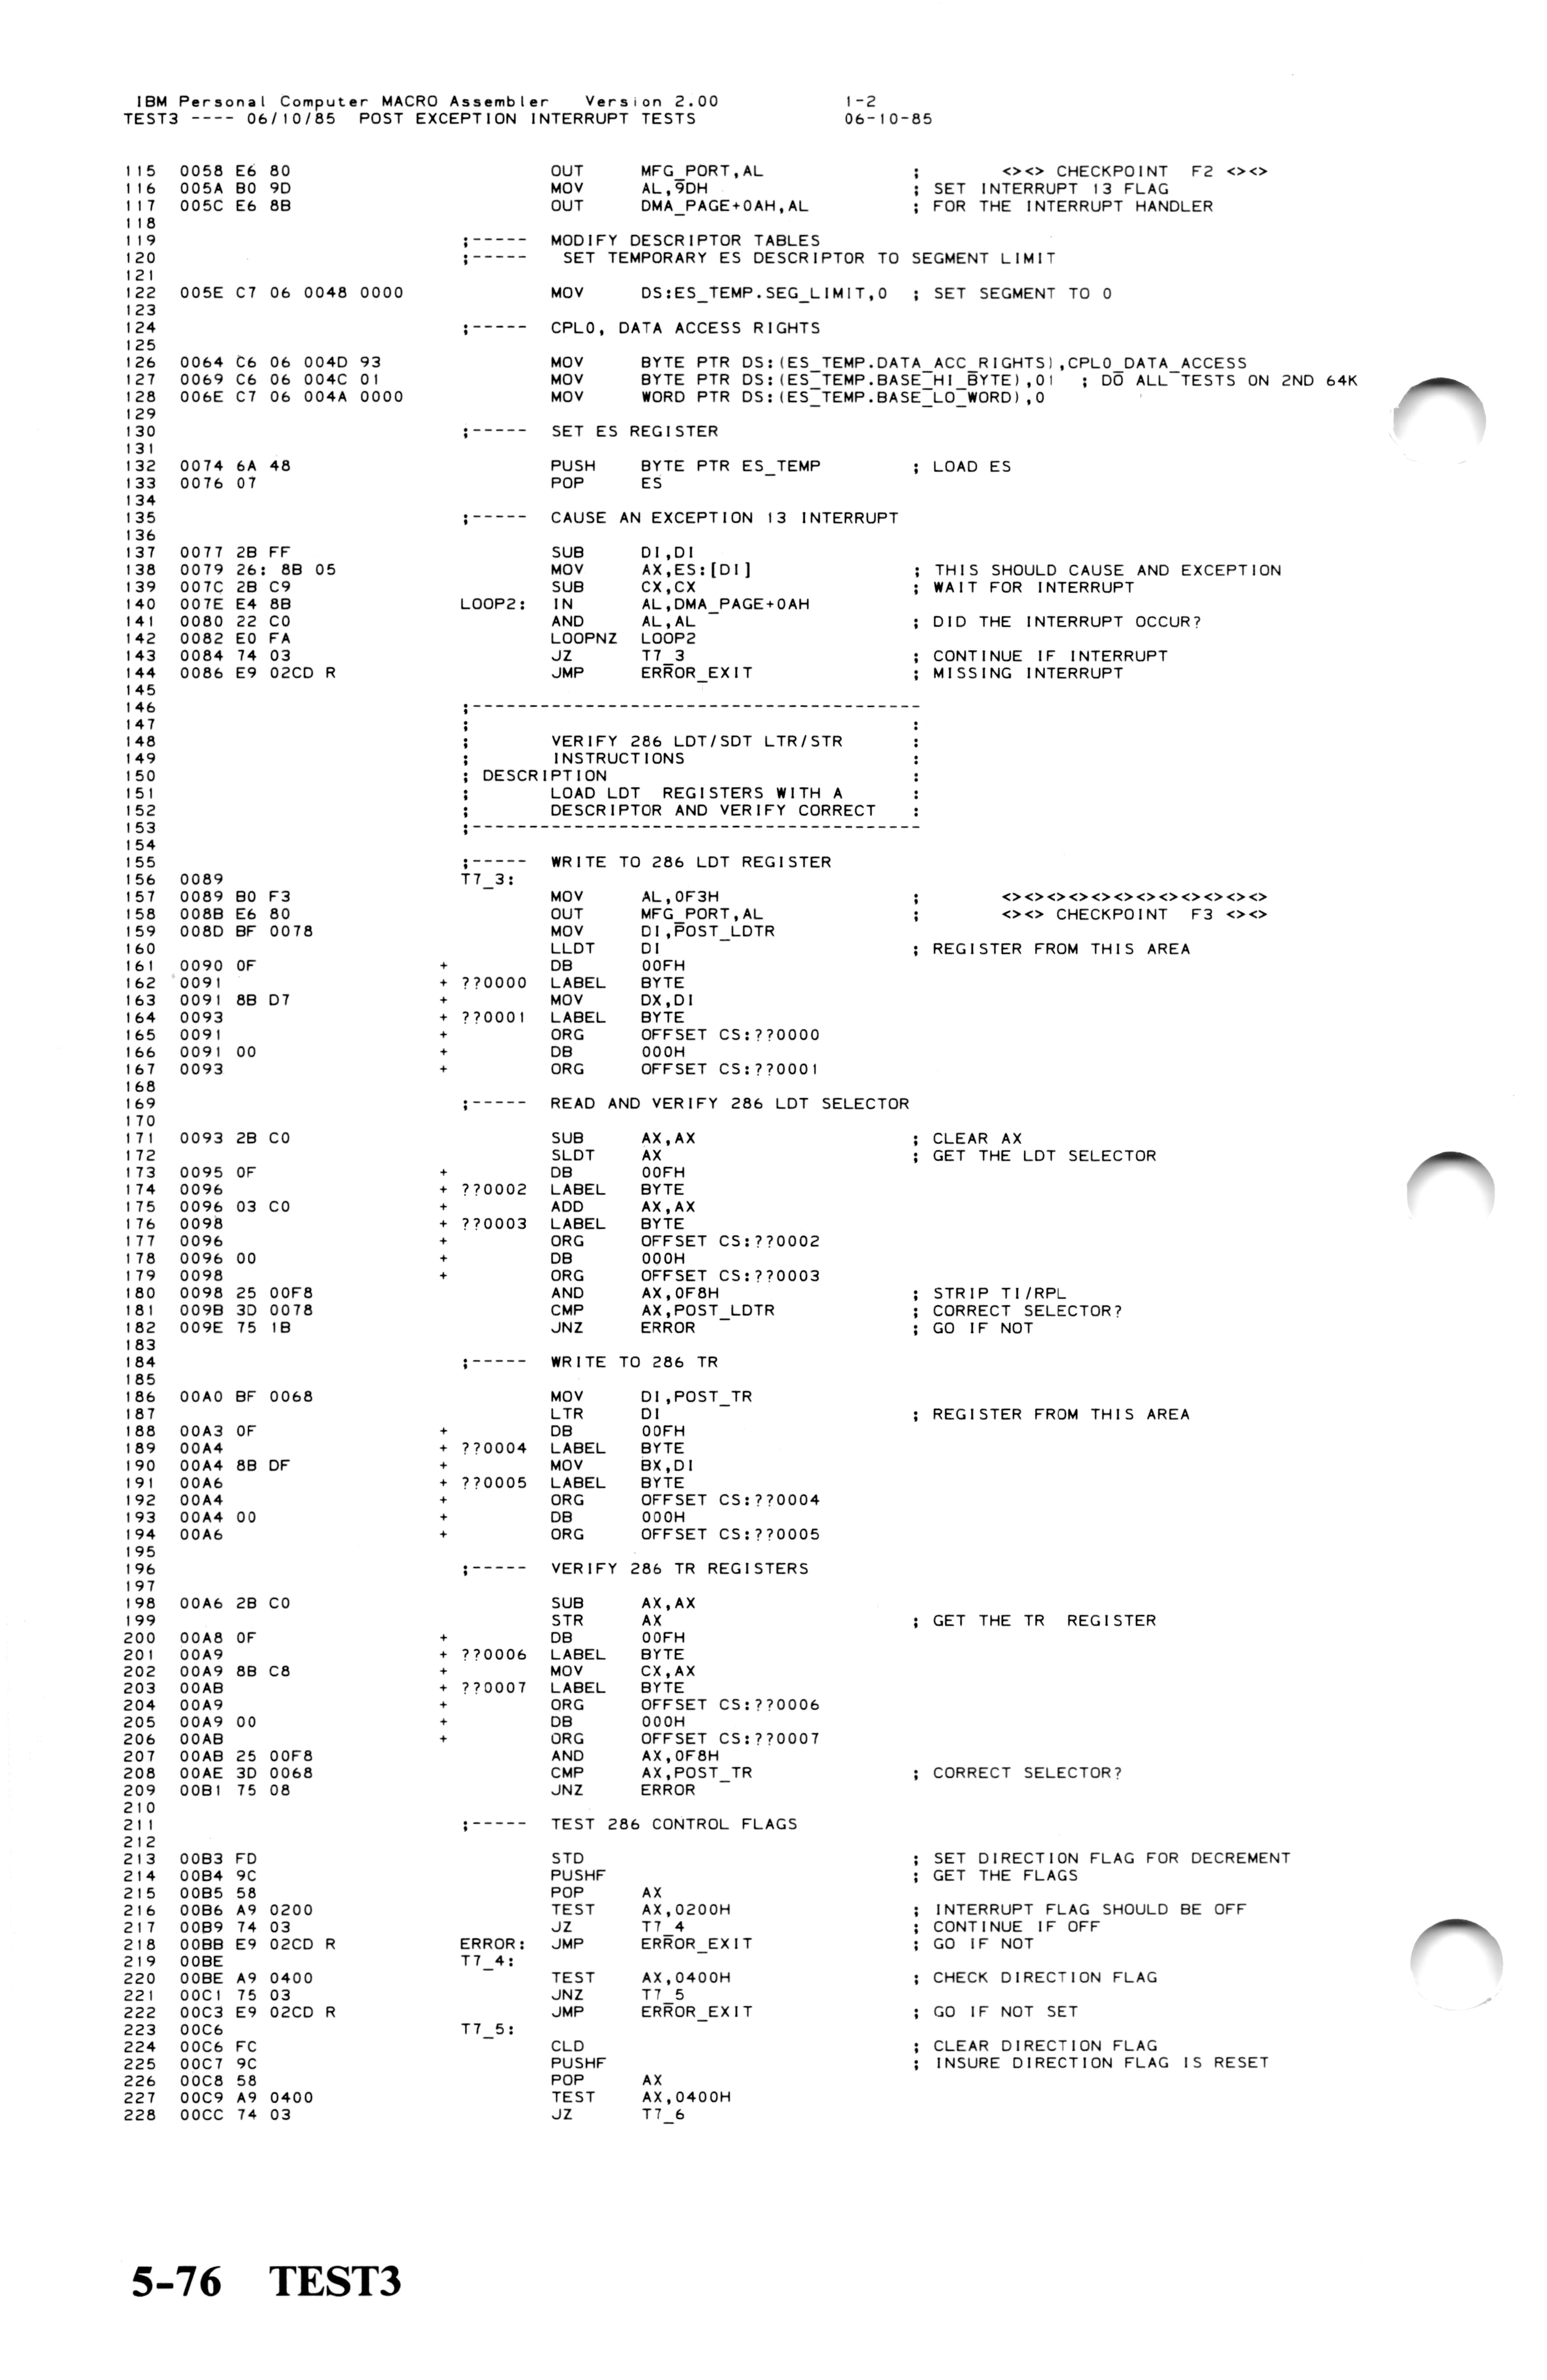 IBM Personal Computer MACRO Assembler   Version 2.00              1-2
TEST3 ---- 06/10/85  POST EXCEPTION INTERRUPT TESTS               06-10-85
115  0058 E6 80                      OUT     MFG_PORT,AL             ;       <><> CHECKPOINT  F2 <><>
116  005A B0 9D                      MOV     AL,9DH                  ; SET INTERRUPT 13 FLAG
117  005C E6 8B                      OUT     DMA_PAGE+0AH,AL         ; FOR THE INTERRUPT HANDLER
118
119                          ;-----  MODIFY DESCRIPTOR TABLES
120                          ;-----   SET TEMPORARY ES DESCRIPTOR TO SEGMENT LIMIT
121
122  005E C7 06 0048 0000            MOV     DS:ES_TEMP.SEG_LIMIT,0  ; SET SEGMENT TO 0
123
124                          ;-----  CPL0, DATA ACCESS RIGHTS
125
126  0064 C6 06 004D 93              MOV     BYTE PTR DS:(ES_TEMP.DATA_ACC_RIGHTS),CPL0_DATA_ACCESS
127  0069 C6 06 004C 01              MOV     BYTE PTR DS:(ES_TEMP.BASE_HI_BYTE),01   ; DO ALL TESTS ON 2ND 64K
128  006E C7 06 004A 0000            MOV     WORD PTR DS:(ES_TEMP.BASE_LO_WORD),0
129
130                          ;-----  SET ES REGISTER
131
132  0074 6A 48                      PUSH    BYTE PTR ES_TEMP        ; LOAD ES
133  0076 07                         POP     ES
134
135                          ;-----  CAUSE AN EXCEPTION 13 INTERRUPT
136
137  0077 2B FF                      SUB     DI,DI
138  0079 26: 8B 05                  MOV     AX,ES:[DI]              ; THIS SHOULD CAUSE AND EXCEPTION
139  007C 2B C9                      SUB     CX,CX                   ; WAIT FOR INTERRUPT
140  007E E4 8B              LOOP2:  IN      AL,DMA_PAGE+0AH
141  0080 22 C0                      AND     AL,AL                   ; DID THE INTERRUPT OCCUR?
142  0082 E0 FA                      LOOPNZ  LOOP2
143  0084 74 03                      JZ      T7_3                    ; CONTINUE IF INTERRUPT
144  0086 E9 02CD R                  JMP     ERROR_EXIT              ; MISSING INTERRUPT
145
146                          ;----------------------------------------
147                          ;                                       :
148                          ;       VERIFY 286 LDT/SDT LTR/STR      :
149                          ;       INSTRUCTIONS                    :
150                          ; DESCRIPTION                           :
151                          ;       LOAD LDT  REGISTERS WITH A      :
152                          ;       DESCRIPTOR AND VERIFY CORRECT   :
153                          ;----------------------------------------
154
155                          ;-----  WRITE TO 286 LDT REGISTER
156  0089                    T7_3:
157  0089 B0 F3                      MOV     AL,0F3H                 ;       <><><><><><><><><><><><>
158  008B E6 80                      OUT     MFG_PORT,AL             ;       <><> CHECKPOINT  F3 <><>
159  008D BF 0078                    MOV     DI,POST_LDTR
160                                  LLDT    DI                      ; REGISTER FROM THIS AREA
161  0090 0F               +         DB      00FH
162  0091                  + ??0000  LABEL   BYTE
163  0091 8B D7            +         MOV     DX,DI
164  0093                  + ??0001  LABEL   BYTE
165  0091                  +         ORG     OFFSET CS:??0000
166  0091 00               +         DB      000H
167  0093                  +         ORG     OFFSET CS:??0001
168
169                          ;-----  READ AND VERIFY 286 LDT SELECTOR
170
171  0093 2B C0                      SUB     AX,AX                   ; CLEAR AX
172                                  SLDT    AX                      ; GET THE LDT SELECTOR
173  0095 0F               +         DB      00FH
174  0096                  + ??0002  LABEL   BYTE
175  0096 03 C0            +         ADD     AX,AX
176  0098                  + ??0003  LABEL   BYTE
177  0096                  +         ORG     OFFSET CS:??0002
178  0096 00               +         DB      000H
179  0098                  +         ORG     OFFSET CS:??0003
180  0098 25 00F8                    AND     AX,0F8H                 ; STRIP TI/RPL
181  009B 3D 0078                    CMP     AX,POST_LDTR            ; CORRECT SELECTOR?
182  009E 75 1B                      JNZ     ERROR                   ; GO IF NOT
183
184                          ;-----  WRITE TO 286 TR
185
186  00A0 BF 0068                    MOV     DI,POST_TR
187                                  LTR     DI                      ; REGISTER FROM THIS AREA
188  00A3 0F               +         DB      00FH
189  00A4                  + ??0004  LABEL   BYTE
190  00A4 8B DF            +         MOV     BX,DI
191  00A6                  + ??0005  LABEL   BYTE
192  00A4                  +         ORG     OFFSET CS:??0004
193  00A4 00               +         DB      000H
194  00A6                  +         ORG     OFFSET CS:??0005
195
196                          ;-----  VERIFY 286 TR REGISTERS
197
198  00A6 2B C0                      SUB     AX,AX
199                                  STR     AX                      ; GET THE TR  REGISTER
200  00A8 0F               +         DB      00FH
201  00A9                  + ??0006  LABEL   BYTE
202  00A9 8B C8            +         MOV     CX,AX
203  00AB                  + ??0007  LABEL   BYTE
204  00A9                  +         ORG     OFFSET CS:??0006
205  00A9 00               +         DB      000H
206  00AB                  +         ORG     OFFSET CS:??0007
207  00AB 25 00F8                    AND     AX,0F8H
208  00AE 3D 0068                    CMP     AX,POST_TR              ; CORRECT SELECTOR?
209  00B1 75 08                      JNZ     ERROR
210
211                          ;-----  TEST 286 CONTROL FLAGS
212
213  00B3 FD                         STD                             ; SET DIRECTION FLAG FOR DECREMENT
214  00B4 9C                         PUSHF                           ; GET THE FLAGS
215  00B5 58                         POP     AX
216  00B6 A9 0200                    TEST    AX,0200H                ; INTERRUPT FLAG SHOULD BE OFF
217  00B9 74 03                      JZ      T7_4                    ; CONTINUE IF OFF
218  00BB E9 02CD R          ERROR:  JMP     ERROR_EXIT              ; GO IF NOT
219  00BE                    T7_4:
220  00BE A9 0400                    TEST    AX,0400H                ; CHECK DIRECTION FLAG
221  00C1 75 03                      JNZ     T7_5
222  00C3 E9 02CD R                  JMP     ERROR_EXIT              ; GO IF NOT SET
223  00C6                    T7_5:
224  00C6 FC                         CLD                             ; CLEAR DIRECTION FLAG
225  00C7 9C                         PUSHF                           ; INSURE DIRECTION FLAG IS RESET
226  00C8 58                         POP     AX
227  00C9 A9 0400                    TEST    AX,0400H
228  00CC 74 03                      JZ      T7_6
5-76   TEST3